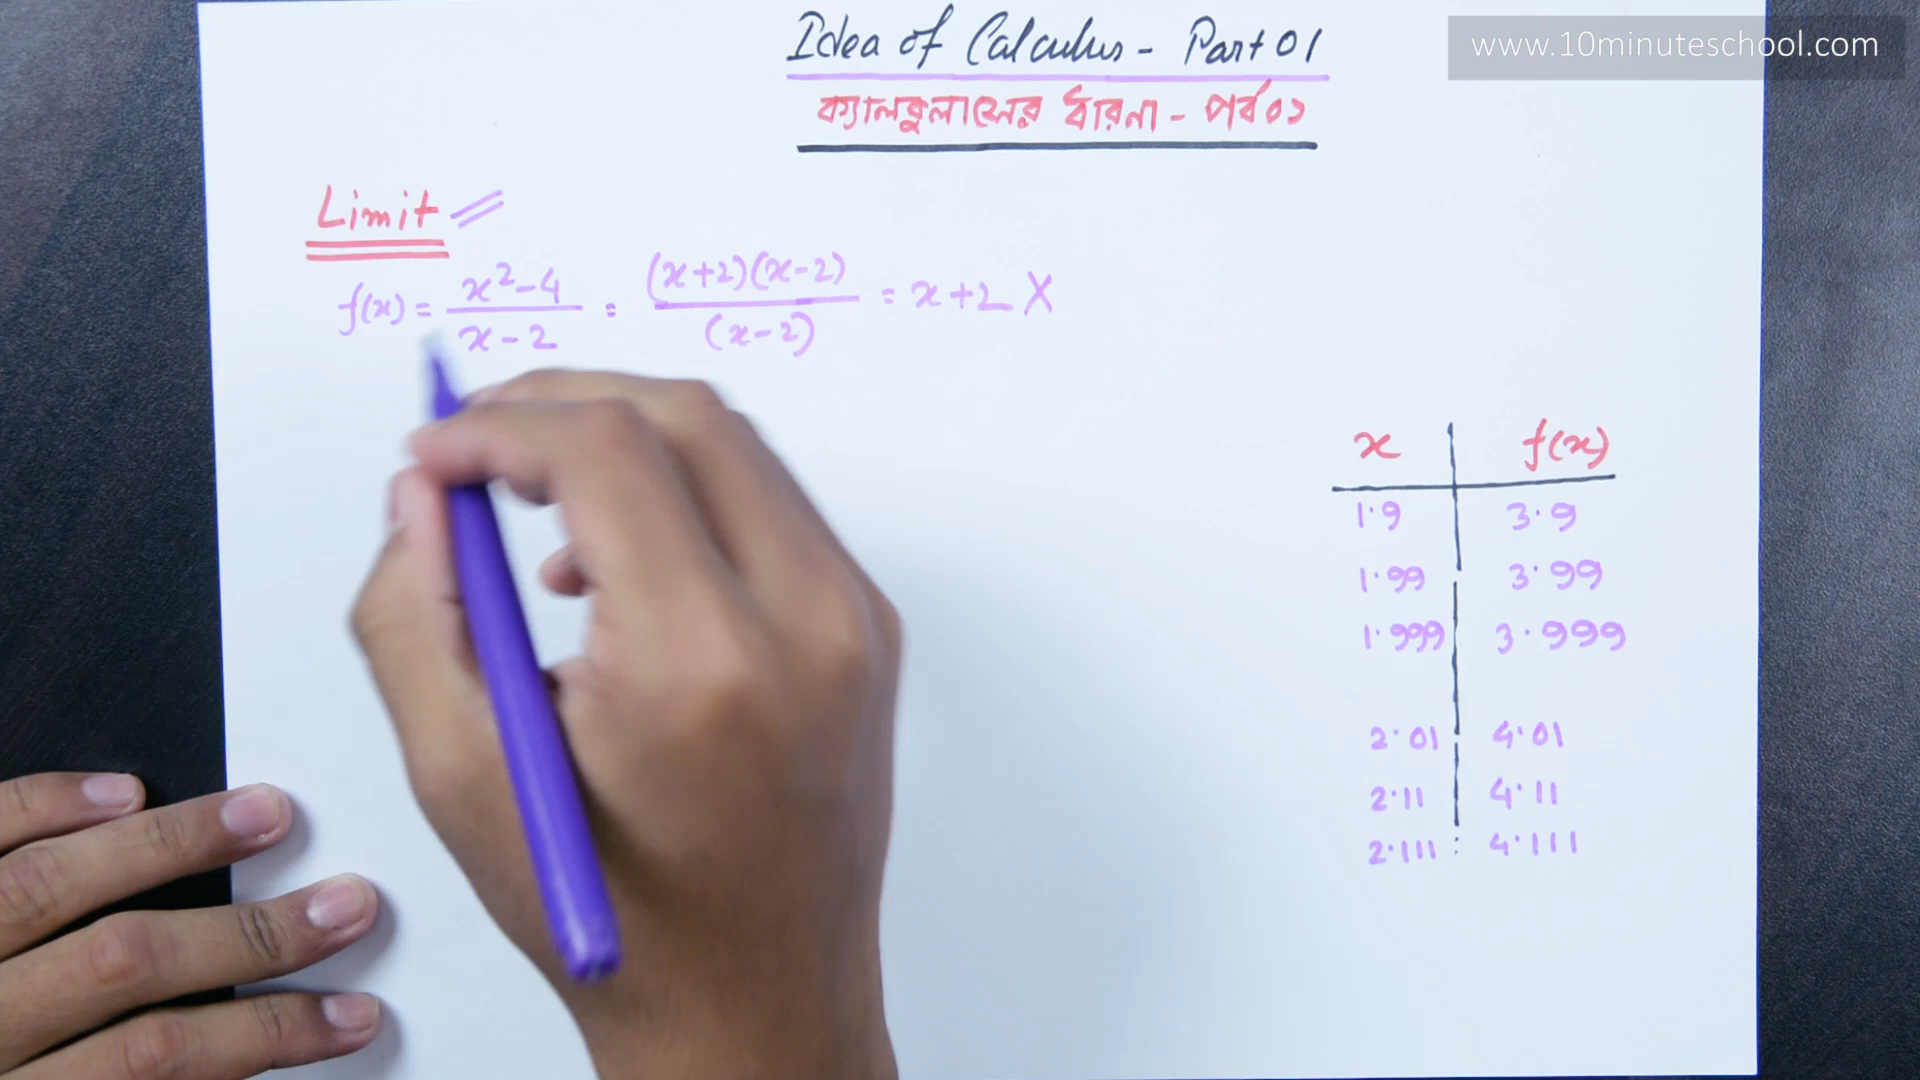 Idea of Calculus - Part 01
www.10minuteschool.com
ক্যালকুলাসের ধারনা - পর্ব ০১
Limit
f(x) = x²-4 / x-2 = (x+2)(x-2) / (x-2) = x+2 X
x f(x)
1.9 3.9
1.99 3.99
1.999 3.999
2.01 4.01
2.11 4.11
2.111 4.111